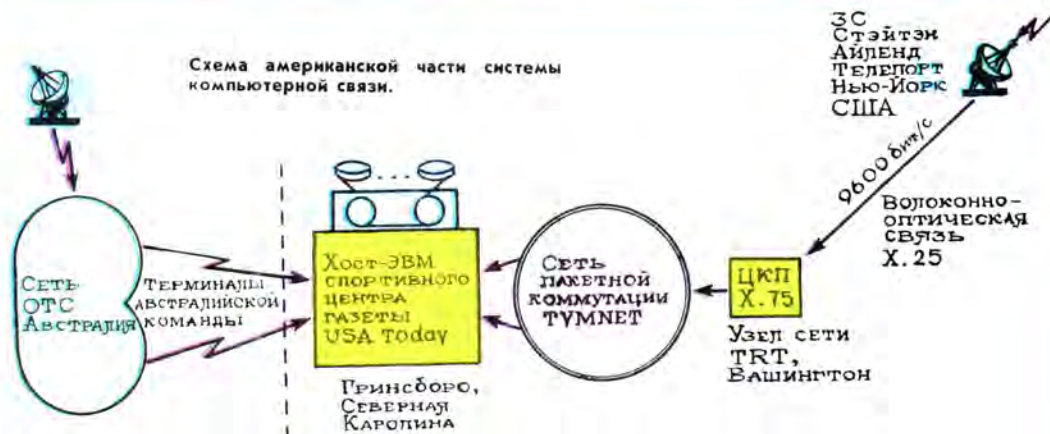 Схема американской части системы
компьютерной связи.
ЗС
Стэйтэн
Айленд
Телепорт
Нью-Йорк
США
9600 бит/с
Волоконно-
оптическая
связь
X.25
Сеть
ОТС
Австралия
Терминалы
австралийской
команды
Хост-ЭВМ
спортивного
центра
газеты
USA Today
Гринсборо,
Северная
Каролина
Сеть
пакетной
коммутации
TYMNET
ЦКП
X.75
Узел сети
TRT,
Вашингтон